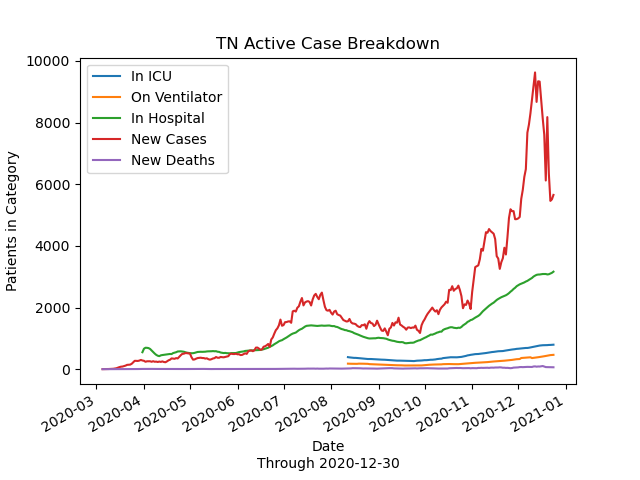 TN Active Case Breakdown
In ICU
On Ventilator
In Hospital
New Cases
New Deaths
Patients in Category
10000
8000
6000
4000
2000
0
2020-03
2020-04
2020-05
2020-06
2020-07
2020-08
2020-09
2020-10
2020-11
2020-12
2021-01
Date
Through 2020-12-30